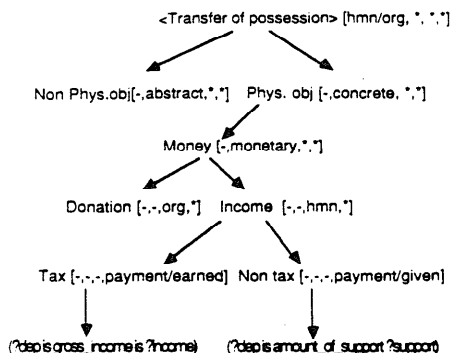 <Transfer of possession> [hmn/org, *, *,*]
Non Phys.obj[-,abstract,*,*] Phys. obj [-,concrete, *,*]
Money [-,monetary,*,*]
Donation [-,-,org,*] Income [-,-,hmn,*]
Tax [-,-,-,payment/earned] Non tax [-,-,-,payment/given]
(?dep is gross_income is ?income) (?dep is amount_of_support ?support)